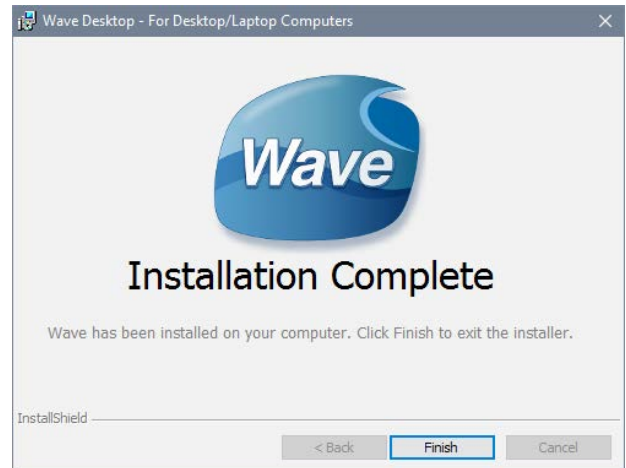 Wave Desktop - For Desktop/Laptop Computers
Wave
Installation Complete
Wave has been installed on your computer. Click Finish to exit the installer.
InstallShield
< Back Finish Cancel